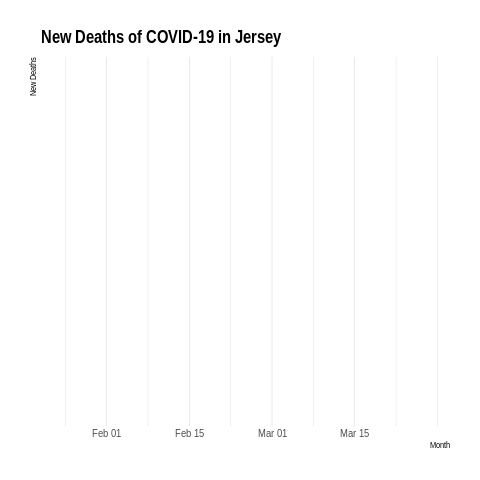 New Deaths of COVID-19 in Jersey
New Deaths
Feb 01
Feb 15
Mar 01
Mar 15
Month